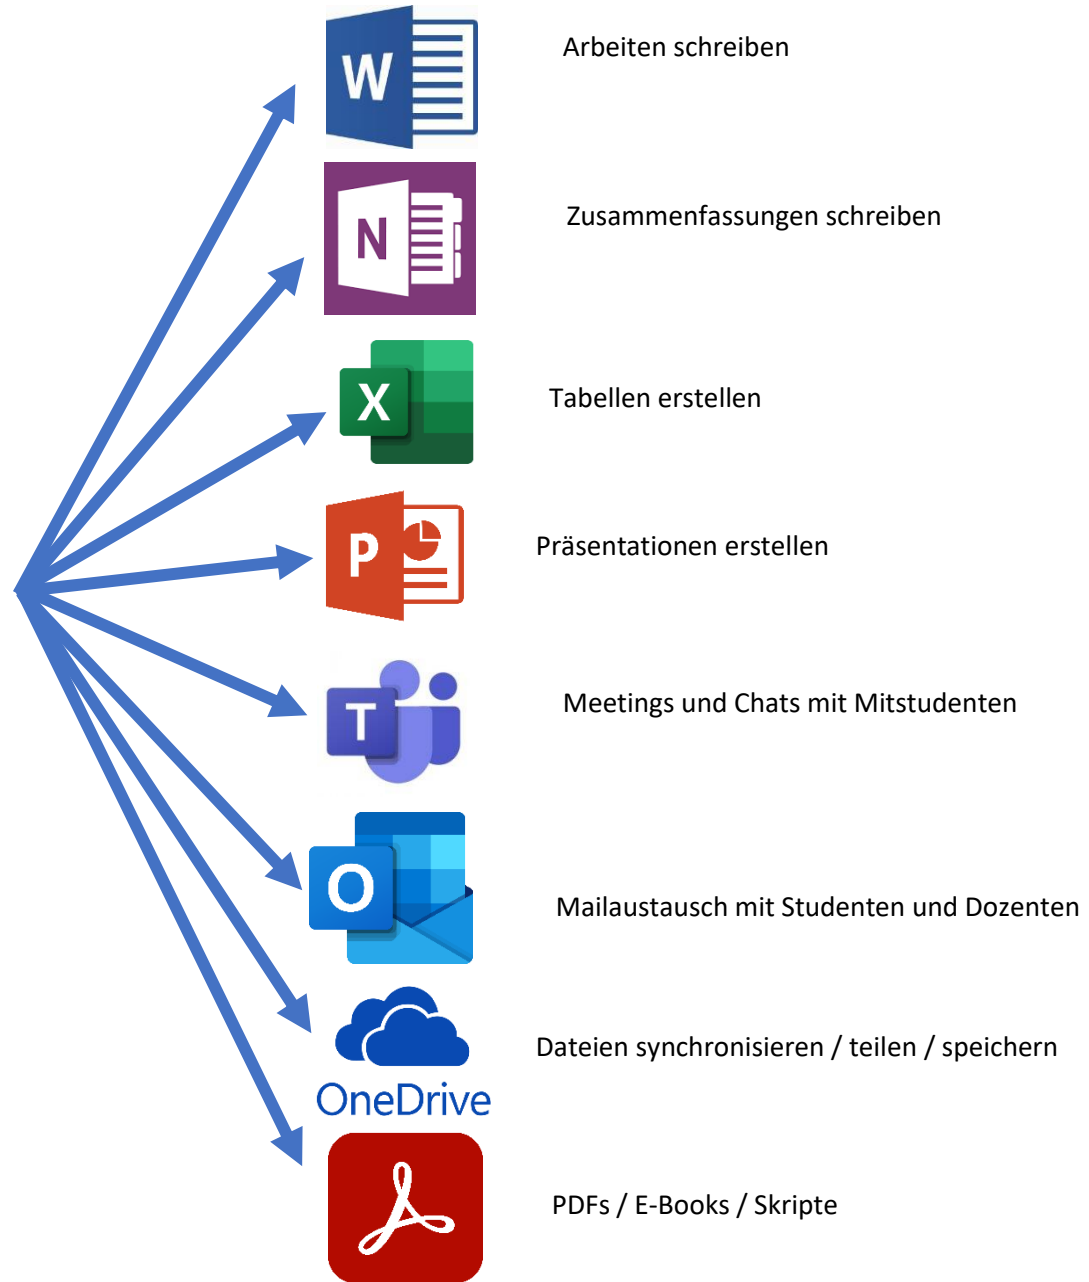 W
Arbeiten schreiben
N
Zusammenfassungen schreiben
X
Tabellen erstellen
P
Präsentationen erstellen
T
Meetings und Chats mit Mitstudenten
O
Mailaustausch mit Studenten und Dozenten
Dateien synchronisieren / teilen / speichern
OneDrive
PDFs / E-Books / Skripte